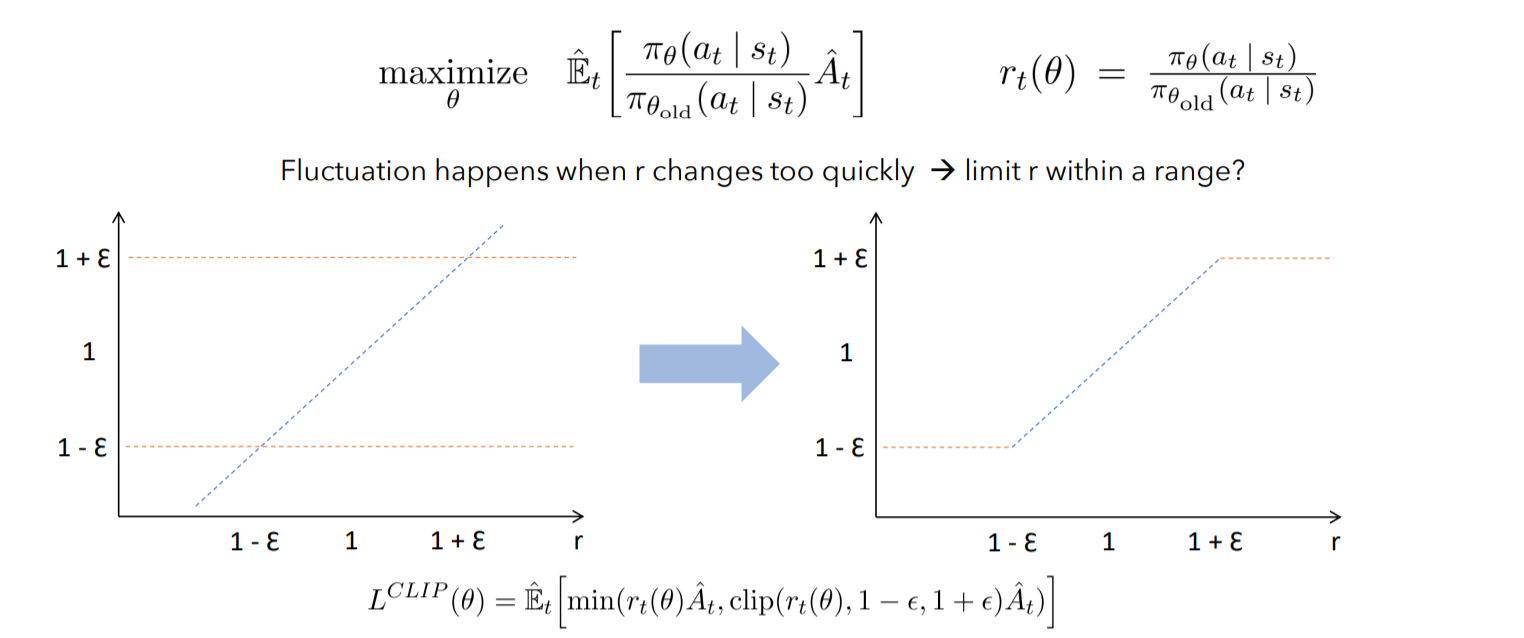 maximize θ Ê_t [ π_θ(a_t | s_t) / π_θ_old(a_t | s_t) Â_t ]    r_t(θ) = π_θ(a_t | s_t) / π_θ_old(a_t | s_t)
Fluctuation happens when r changes too quickly → limit r within a range?
1 + Ɛ
1
1 - Ɛ
1 - Ɛ 1 1 + Ɛ r
1 + Ɛ
1
1 - Ɛ
1 - Ɛ 1 1 + Ɛ r
L^{CLIP}(θ) = Ê_t [ min(r_t(θ)Â_t, clip(r_t(θ), 1 − ϵ, 1 + ϵ)Â_t) ]